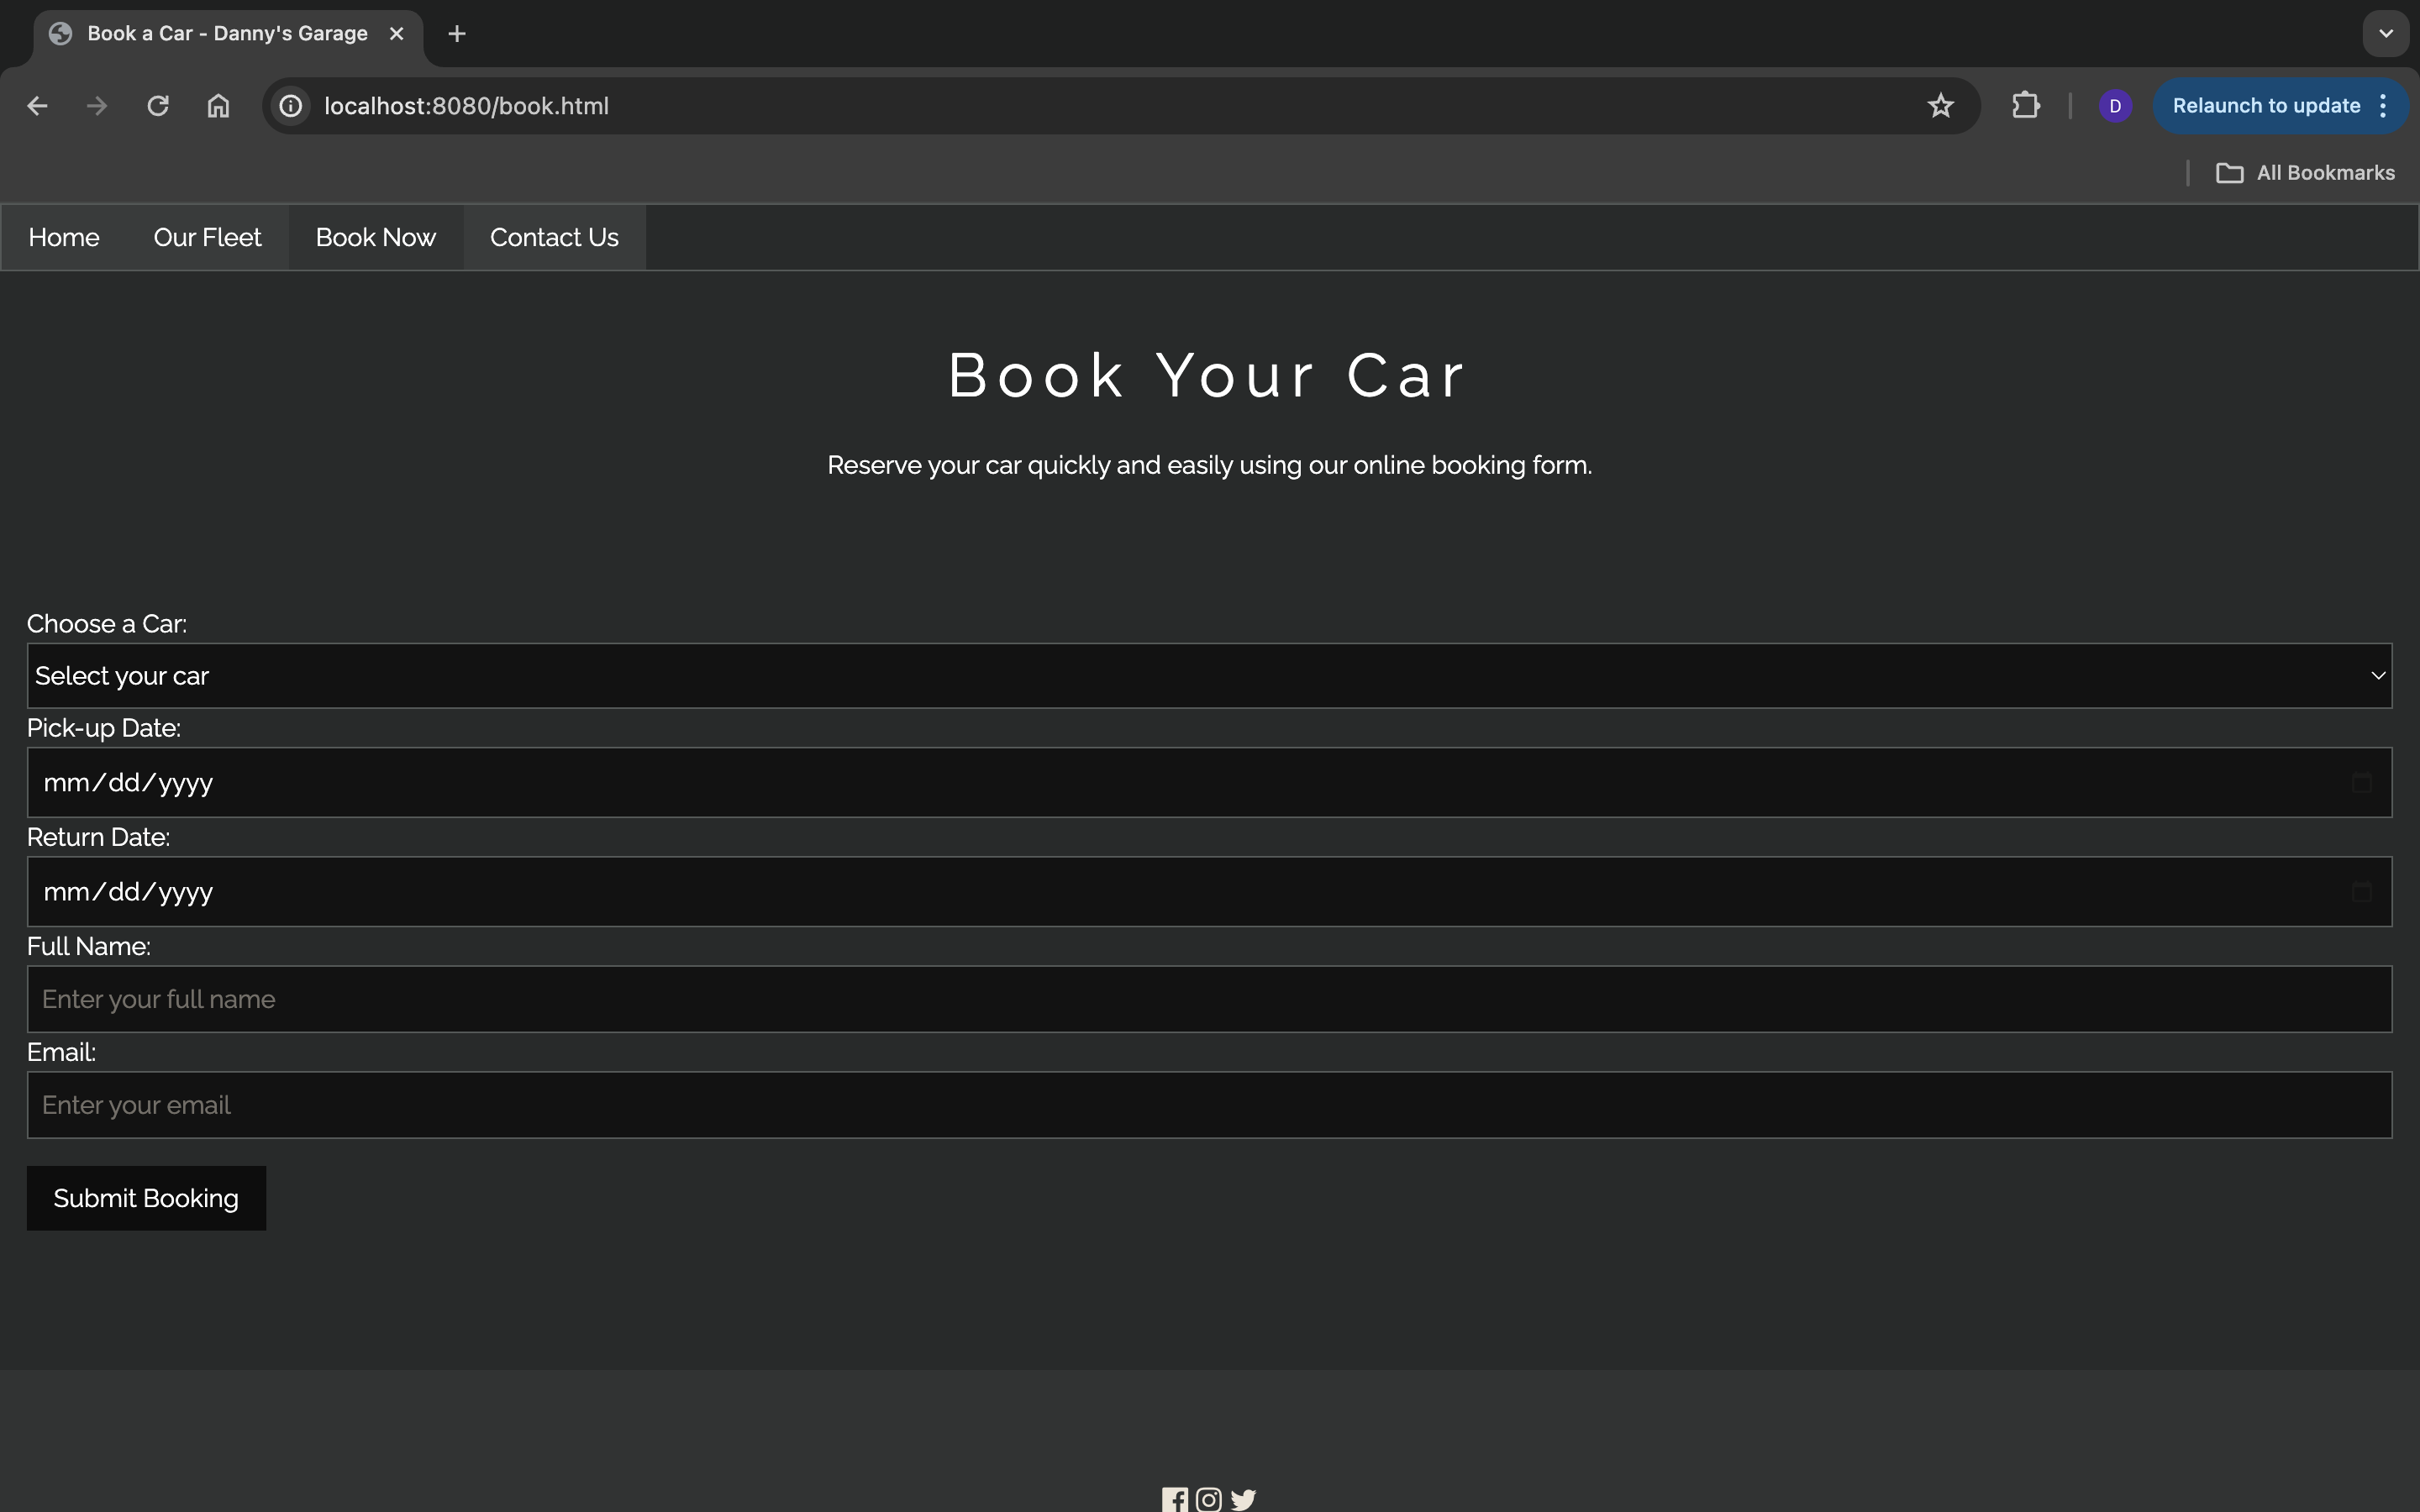 Book a Car - Danny's Garage
localhost:8080/book.html
D
Relaunch to update
All Bookmarks
Home Our Fleet Book Now Contact Us
Book Your Car
Reserve your car quickly and easily using our online booking form.
Choose a Car:
Select your car
Pick-up Date:
mm/dd/yyyy
Return Date:
mm/dd/yyyy
Full Name:
Enter your full name
Email:
Enter your email
Submit Booking